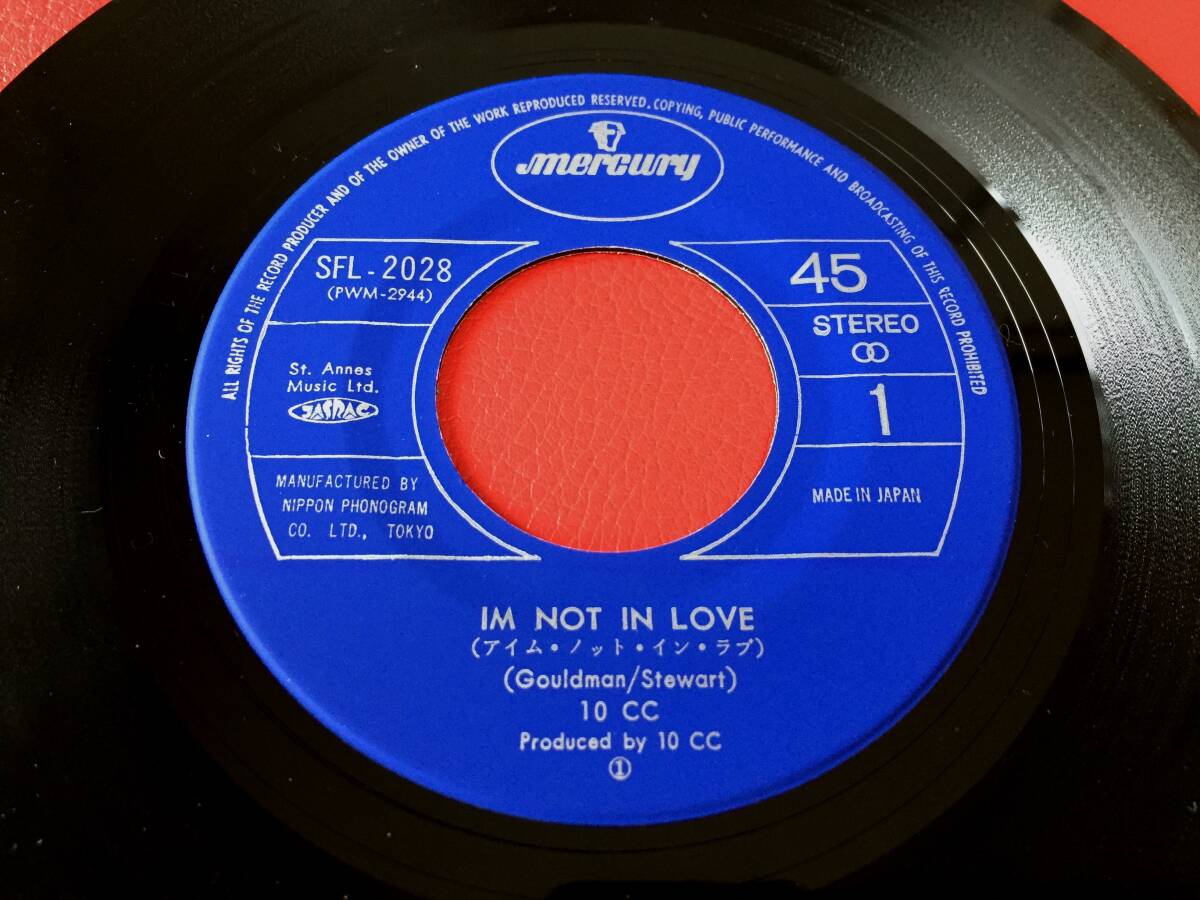 ALL RIGHTS OF THE RECORD PRODUCER AND OF THE OWNER OF THE WORK REPRODUCED RESERVED. COPYING, PUBLIC PERFORMANCE AND BROADCASTING OF THIS RECORD PROHIBITED
mercury
SFL-2028
(PWM-2944)
St. Annes
Music Ltd.
JASRAC
MANUFACTURED BY
NIPPON PHONOGRAM
CO. LTD., TOKYO
45
STEREO
1
MADE IN JAPAN
IM NOT IN LOVE
(アイム・ノット・イン・ラブ)
(Gouldman/Stewart)
10 CC
Produced by 10 CC
①